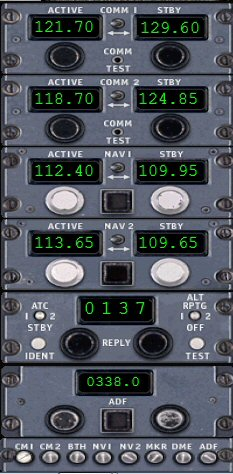 ACTIVE COMM 1 STBY
121.70 129.60
COMM
TEST
ACTIVE COMM 2 STBY
118.70 124.85
COMM
TEST
ACTIVE NAV 1 STBY
112.40 109.95
ACTIVE NAV 2 STBY
113.65 109.65
ATC
1 2
STBY
IDENT
0137
REPLY
ALT
RPTG
1 2
OFF
TEST
0338.0
ADF
CM1 CM2 BTH NV1 NV2 MKR DME ADF